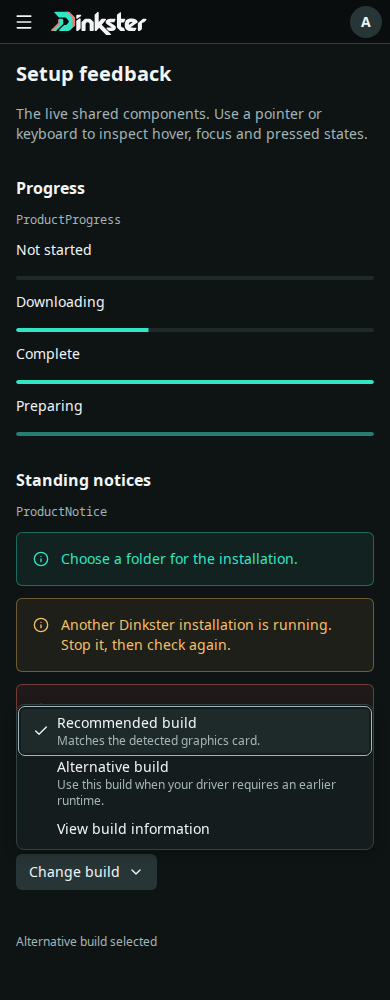 Dinkster
A
Setup feedback
The live shared components. Use a pointer or
keyboard to inspect hover, focus and pressed states.
Progress
ProductProgress
Not started
Downloading
Complete
Preparing
Standing notices
ProductNotice
Choose a folder for the installation.
Another Dinkster installation is running.
Stop it, then check again.
Recommended build
Matches the detected graphics card.
Alternative build
Use this build when your driver requires an earlier
runtime.
View build information
Change build
Alternative build selected